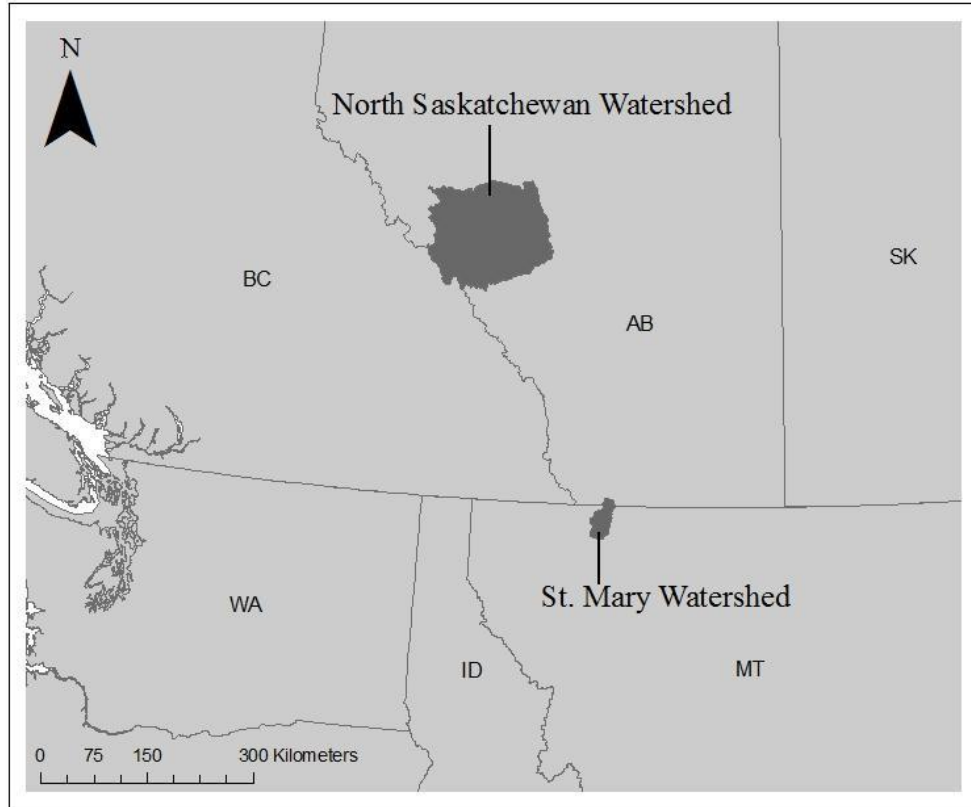 N
North Saskatchewan Watershed
SK
BC
AB
St. Mary Watershed
WA
ID
MT
0 75 150 300 Kilometers